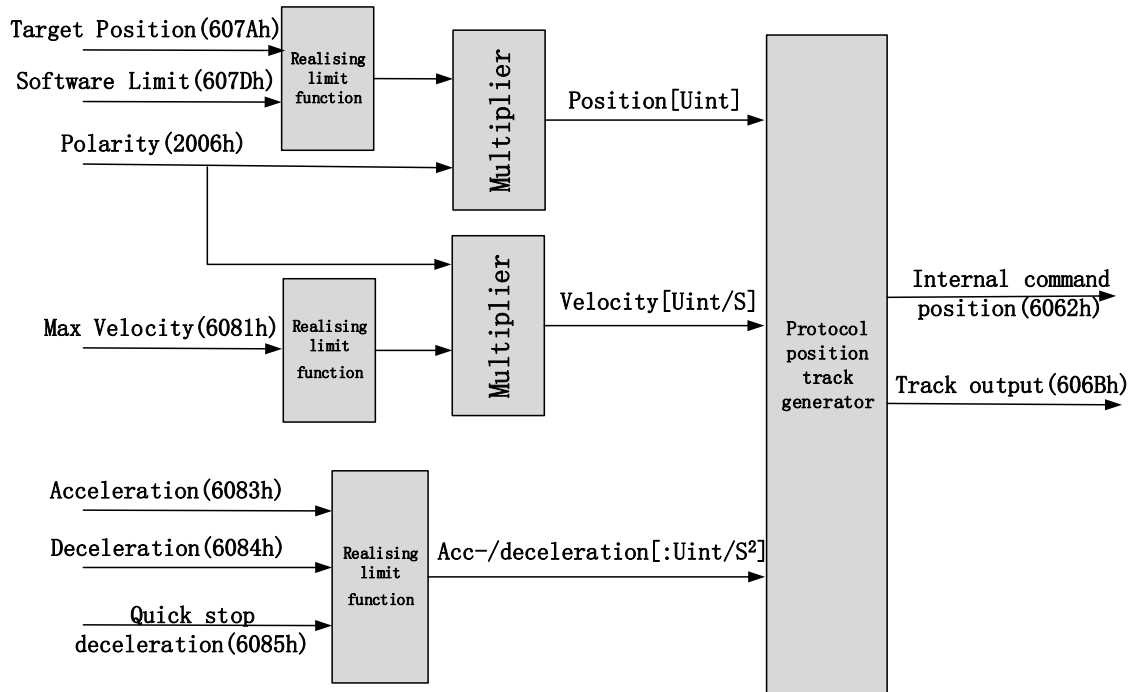 Target Position(607Ah)
Software Limit(607Dh)
Realising
limit
function
Polarity(2006h)
Multiplier
Position[Uint]
Max Velocity(6081h)
Realising
limit
function
Multiplier
Velocity[Uint/S]
Acceleration(6083h)
Deceleration(6084h)
Quick stop
deceleration(6085h)
Realising
limit
function
Acc-/deceleration[:Uint/S²]
Protocol
position
track
generator
Internal command
position(6062h)
Track output(606Bh)